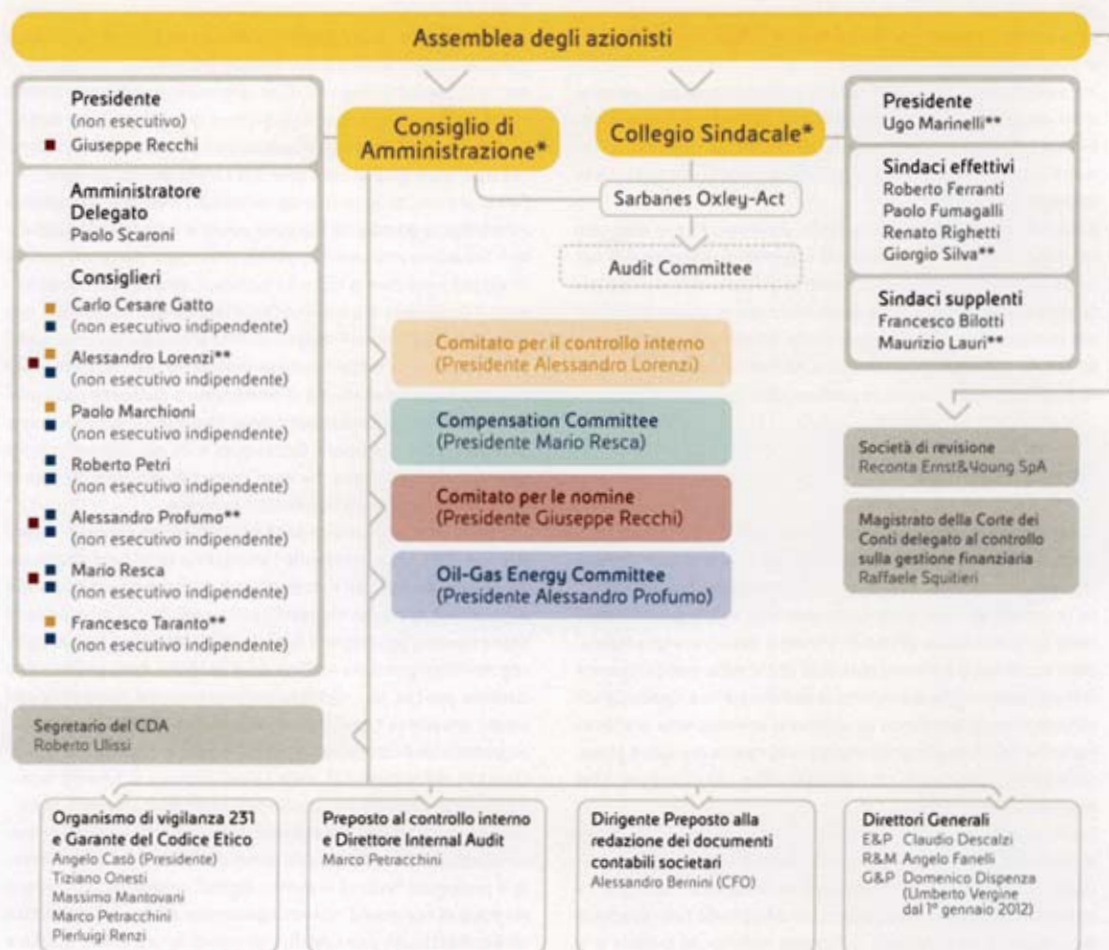 Assemblea degli azionisti
Presidente
(non esecutivo)
Giuseppe Recchi
Amministratore
Delegato
Paolo Scaroni
Consiglieri
Carlo Cesare Gatto
(non esecutivo indipendente)
Alessandro Lorenzi**
(non esecutivo indipendente)
Paolo Marchioni
(non esecutivo indipendente)
Roberto Petri
(non esecutivo indipendente)
Alessandro Profumo**
(non esecutivo indipendente)
Mario Resca
(non esecutivo indipendente)
Francesco Taranto**
(non esecutivo indipendente)
Consiglio di
Amministrazione*
Collegio Sindacale*
Sarbanes Oxley-Act
Audit Committee
Comitato per il controllo interno
(Presidente Alessandro Lorenzi)
Compensation Committee
(Presidente Mario Resca)
Comitato per le nomine
(Presidente Giuseppe Recchi)
Oil-Gas Energy Committee
(Presidente Alessandro Profumo)
Presidente
Ugo Marinelli**
Sindaci effettivi
Roberto Ferranti
Paolo Fumagalli
Renato Righetti
Giorgio Silva**
Sindaci supplenti
Francesco Bilotti
Maurizio Lauri**
Società di revisione
Reconta Ernst&Young SpA
Magistrato della Corte dei
Conti delegato al controllo
sulla gestione finanziaria
Raffaele Squitieri
Segretario del CDA
Roberto Ulissi
Organismo di vigilanza 231
e Garante del Codice Etico
Angelo Casò (Presidente)
Tiziano Onesti
Massimo Mantovani
Marco Petracchini
Pierluigi Renzi
Preposto al controllo interno
e Direttore Internal Audit
Marco Petracchini
Dirigente Preposto alla
redazione dei documenti
contabili societari
Alessandro Bernini (CFO)
Direttori Generali
E&P Claudio Descalzi
R&M Angelo Fanelli
G&P Domenico Dispenza
(Umberto Vergine
dal 1° gennaio 2012)